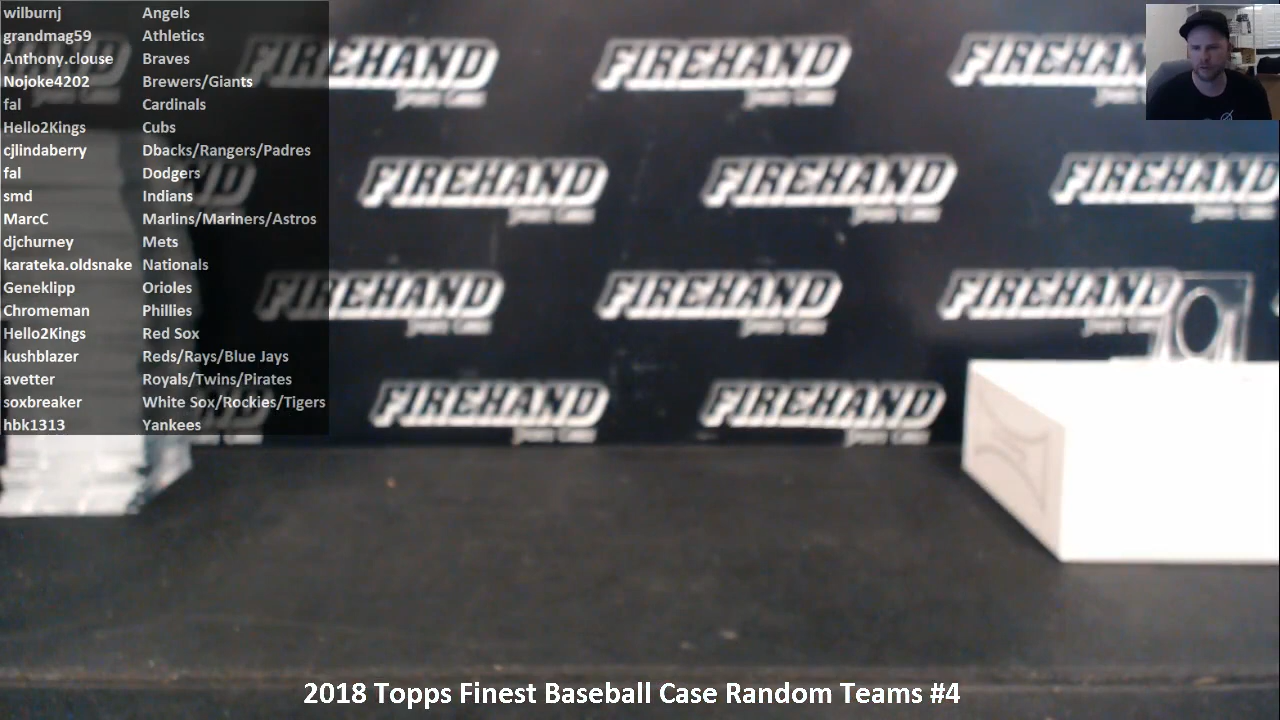 wilburnj Angels
grandmag59 Athletics
Anthony.clouse Braves
Nojoke4202 Brewers/Giants
fal Cardinals
Hello2Kings Cubs
cjlindaberry Dbacks/Rangers/Padres
fal Dodgers
smd Indians
MarcC Marlins/Mariners/Astros
djchurney Mets
karateka.oldsnake Nationals
Geneklipp Orioles
Chromeman Phillies
Hello2Kings Red Sox
kushblazer Reds/Rays/Blue Jays
avetter Royals/Twins/Pirates
soxbreaker White Sox/Rockies/Tigers
hbk1313 Yankees
FIREHAND FIREHAND FIREHAND
FIREHAND FIREHAND FIREHAND
FIREHAND FIREHAND FIREHAND
FIREHAND FIREHAND
2018 Topps Finest Baseball Case Random Teams #4